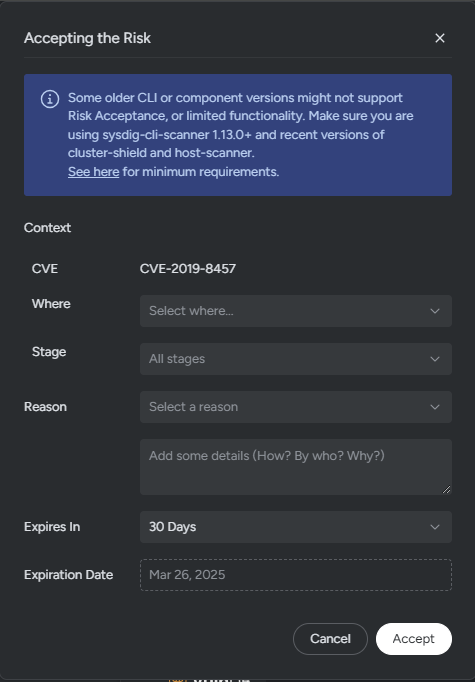 Accepting the Risk
Some older CLI or component versions might not support
Risk Acceptance, or limited functionality. Make sure you are
using sysdig-cli-scanner 1.13.0+ and recent versions of
cluster-shield and host-scanner.
See here for minimum requirements.
Context
CVE CVE-2019-8457
Where Select where...
Stage All stages
Reason Select a reason
Add some details (How? By who? Why?)
Expires In 30 Days
Expiration Date Mar 26, 2025
Cancel Accept